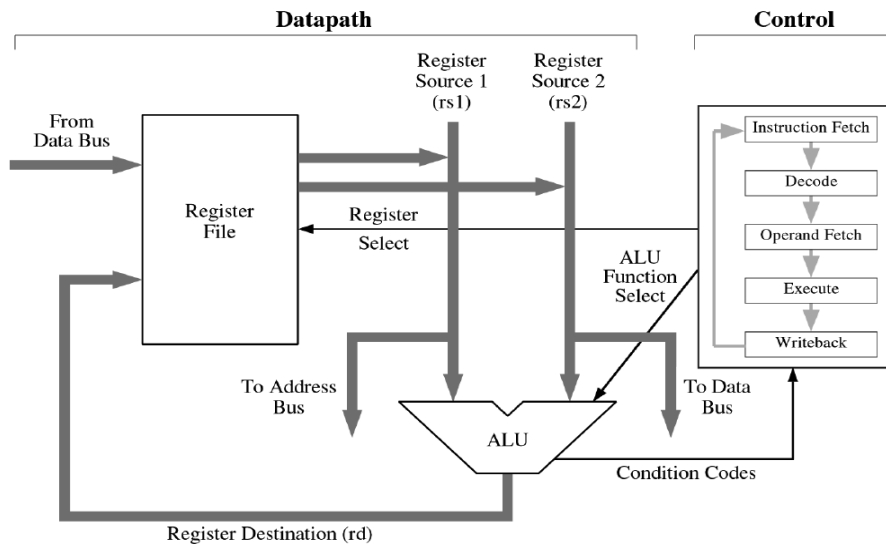 Datapath
Control
Register
Source 1
(rs1)
Register
Source 2
(rs2)
From
Data Bus
Register
File
Register
Select
ALU
Function
Select
Instruction Fetch
Decode
Operand Fetch
Execute
Writeback
To Address
Bus
ALU
To Data
Bus
Condition Codes
Register Destination (rd)